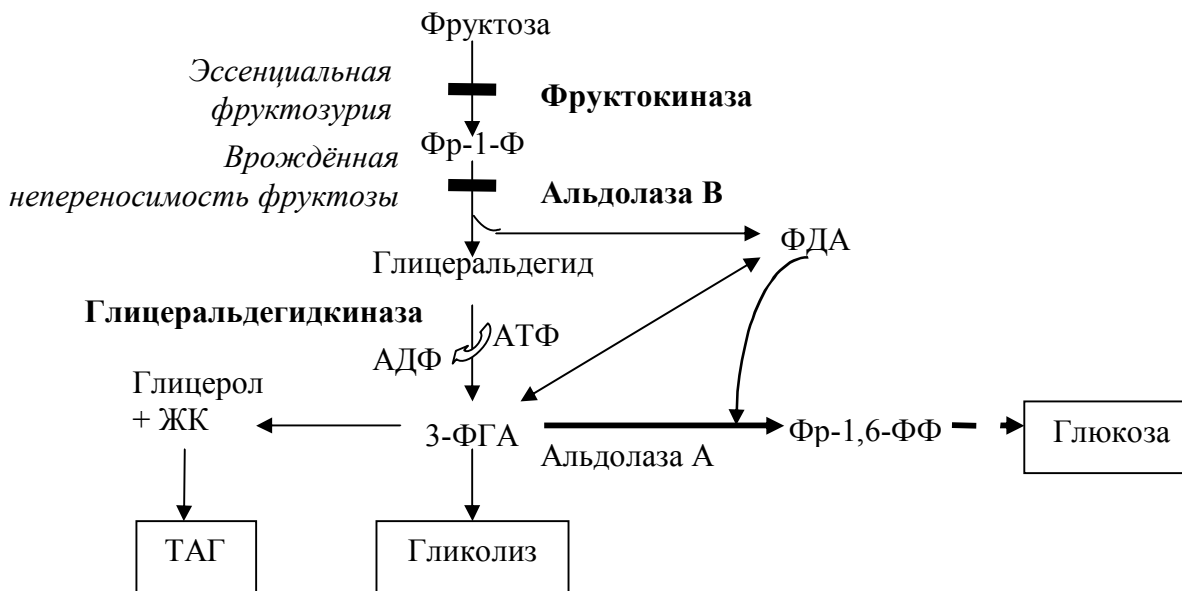 Фруктоза
Эссенциальная
фруктозурия
Фруктокиназа
Фр-1-Ф
Врождённая
непереносимость фруктозы
Альдолаза В
ФДА
Глицеральдегид
Глицеральдегидкиназа
АТФ
АДФ
Глицерол
+ ЖК
3-ФГА
Альдолаза А
Фр-1,6-ФФ
Глюкоза
ТАГ
Гликолиз